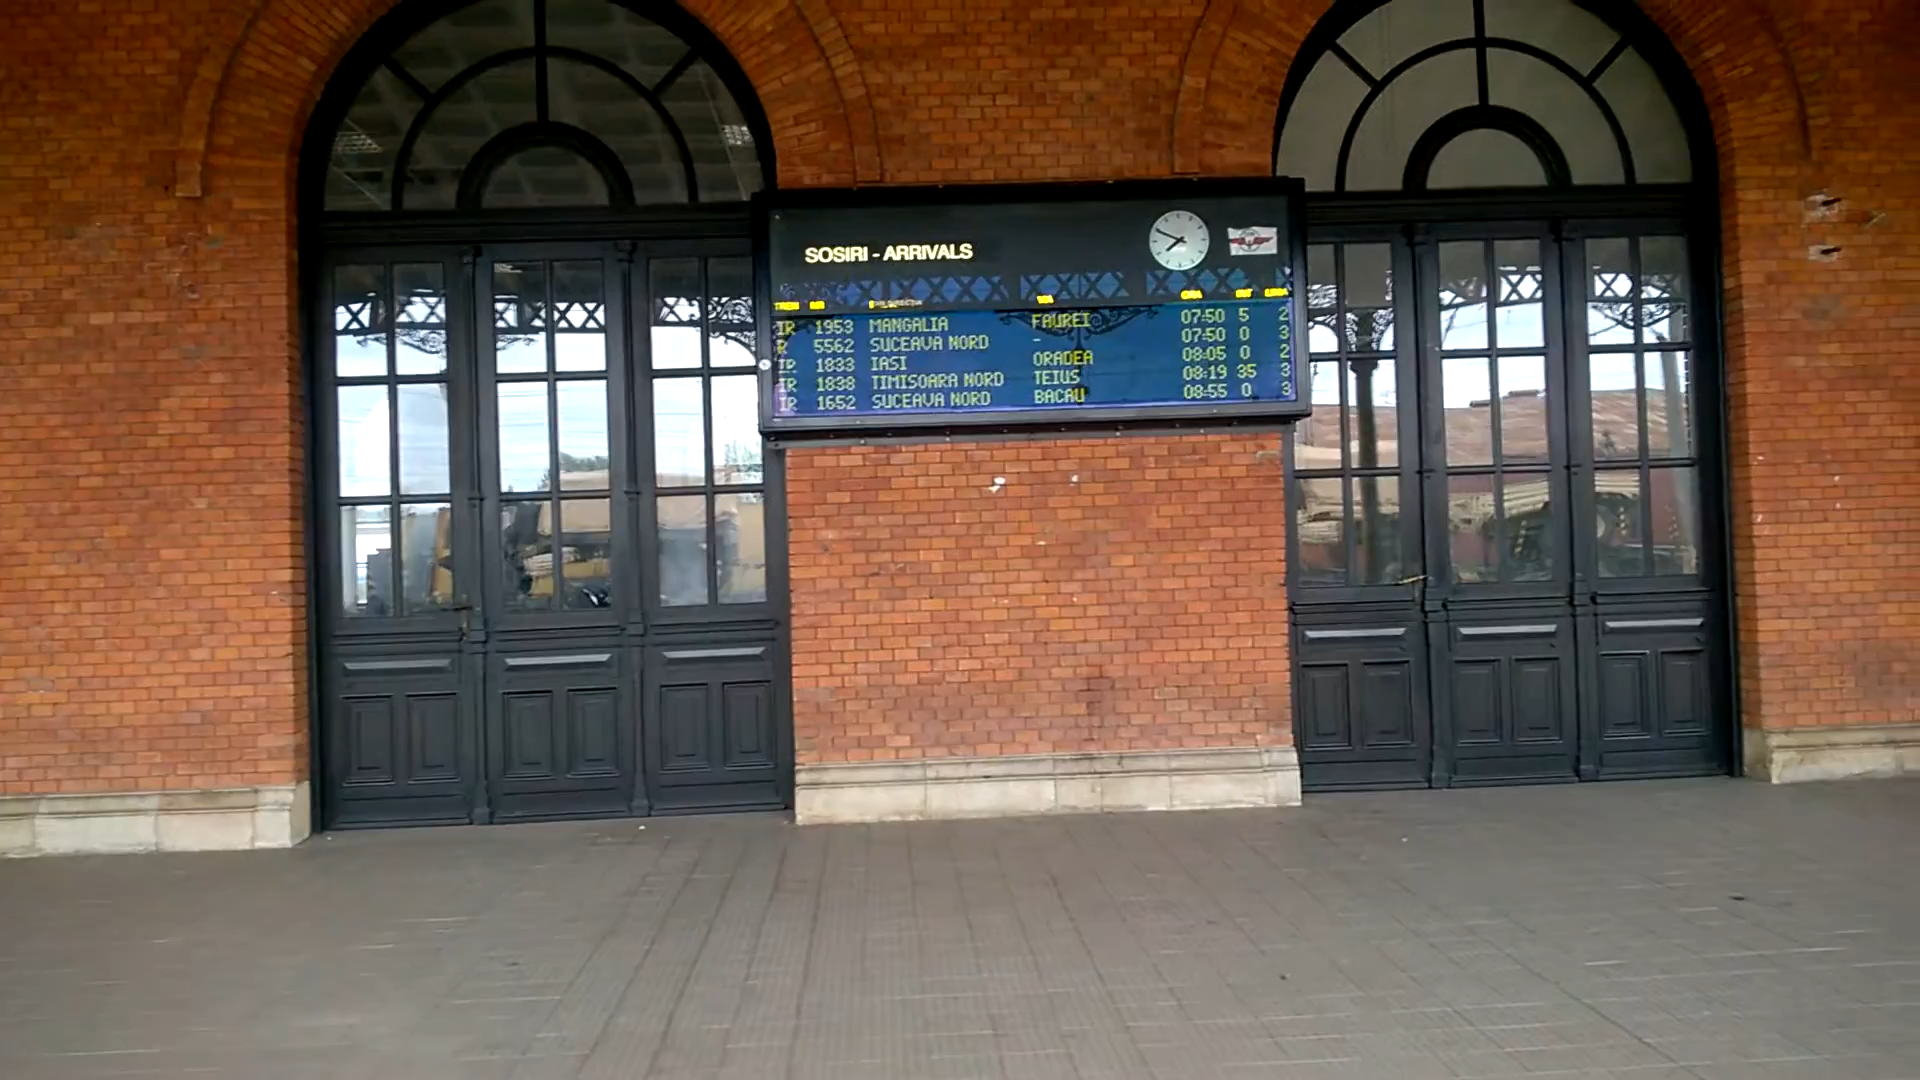 SOSIRI - ARRIVALS
TREN
IR 1953 MANGALIA FAUREI 07:50 5 2
R 5562 SUCEAVA NORD - 07:50 0 3
IR 1833 IASI ORADEA 08:05 0 2
IR 1838 TIMISOARA NORD TEIUS 08:19 35 3
IR 1652 SUCEAVA NORD BACAU 08:55 0 3